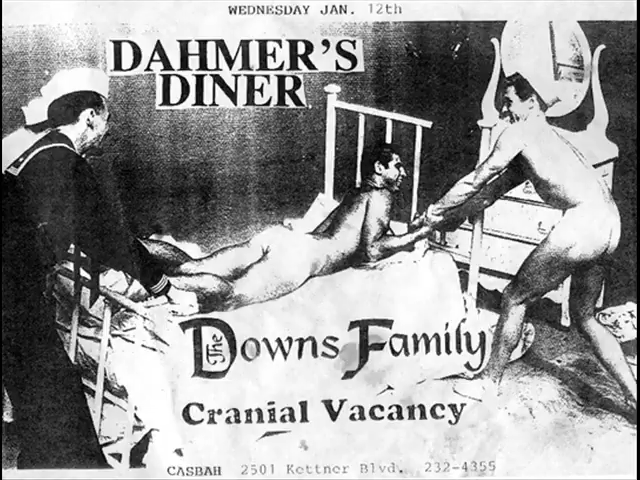 WEDNESDAY JAN. 12th
DAHMER'S
DINER
The Downs Family
Cranial Vacancy
CASBAH 2501 Kettner Blvd. 232-4355